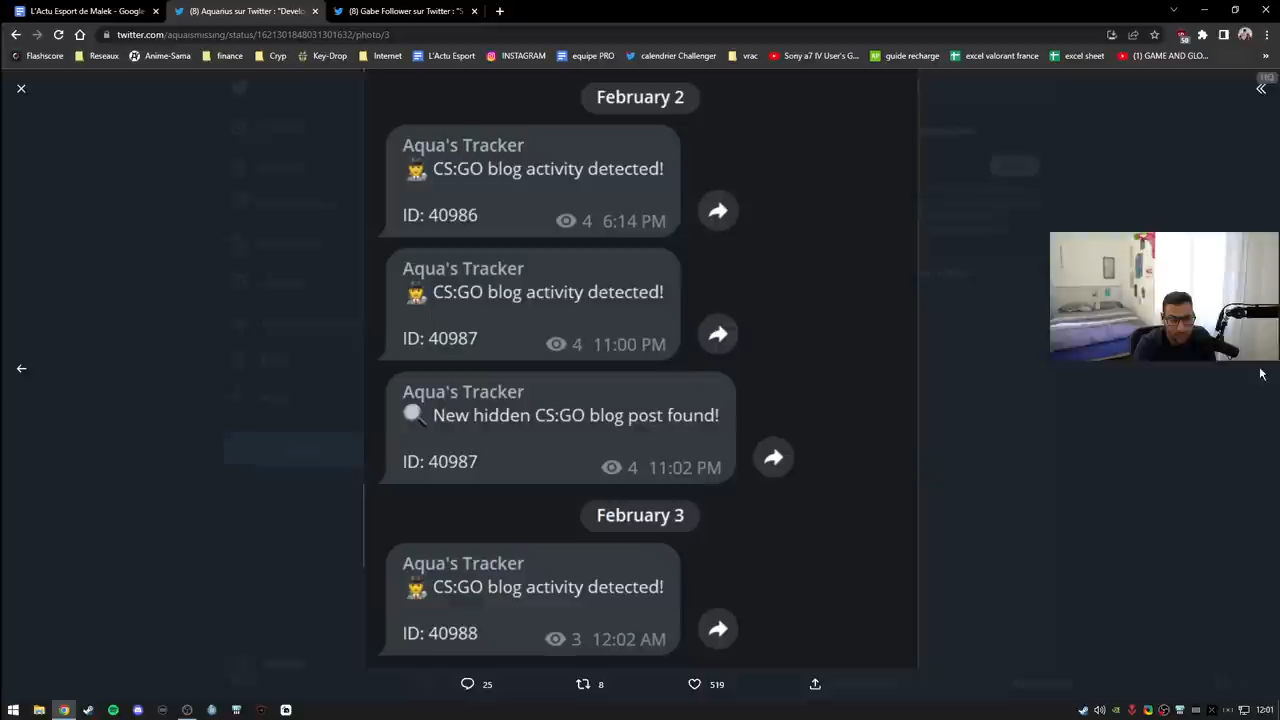 L'Actu Esport de Malek - Google
(8) Aquarius sur Twitter : "Develo
(8) Gabe Follower sur Twitter : "S
twitter.com/aquaismissing/status/1621301848031301632/photo/3
Flashscore
Reseaux
Anime-Sama
finance
Cryp
Key-Drop
Internet
L'Actu Esport
INSTAGRAM
equipe PRO
calendrier Challenger
vrac
Sony a7 IV User's G...
guide recharge
excel valorant france
excel sheet
(1) GAME AND GLO...
February 2
Aqua's Tracker
CS:GO blog activity detected!
ID: 40986
4 6:14 PM
Aqua's Tracker
CS:GO blog activity detected!
ID: 40987
4 11:00 PM
Aqua's Tracker
New hidden CS:GO blog post found!
ID: 40987
4 11:02 PM
February 3
Aqua's Tracker
CS:GO blog activity detected!
ID: 40988
3 12:02 AM
25
8
519
12:01